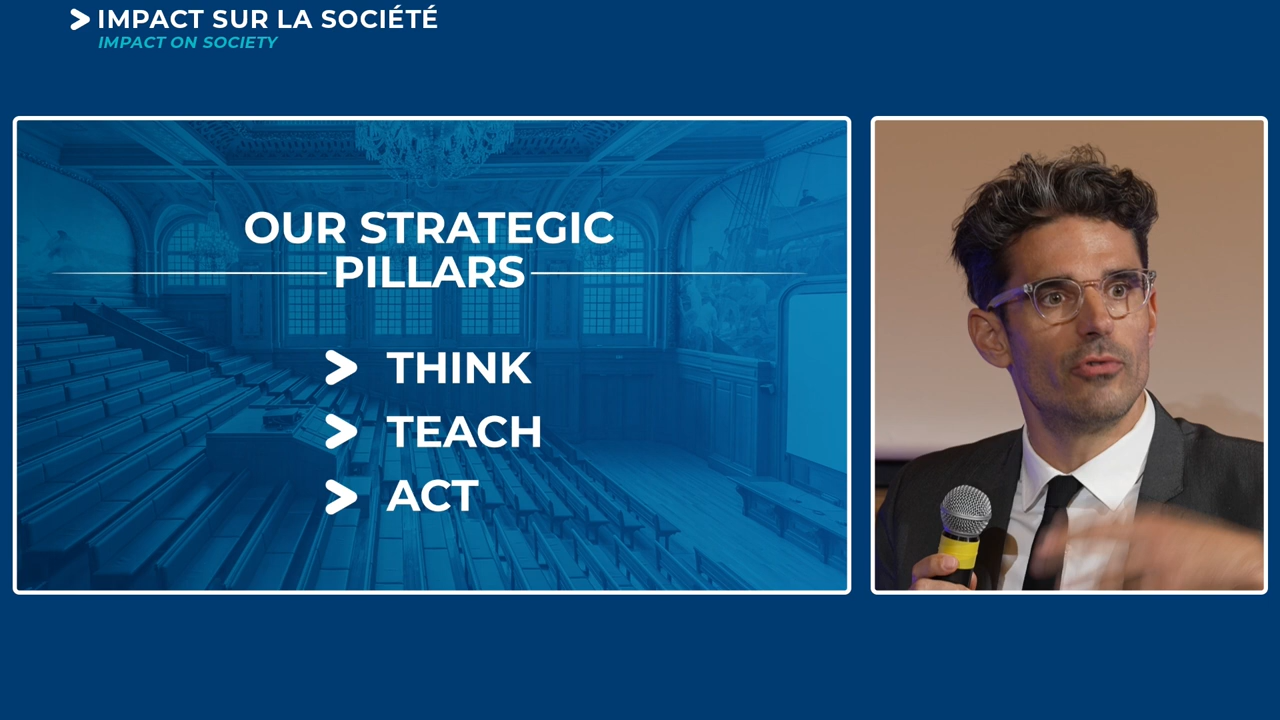 IMPACT SUR LA SOCIÉTÉ
IMPACT ON SOCIETY
OUR STRATEGIC
PILLARS
THINK
TEACH
ACT